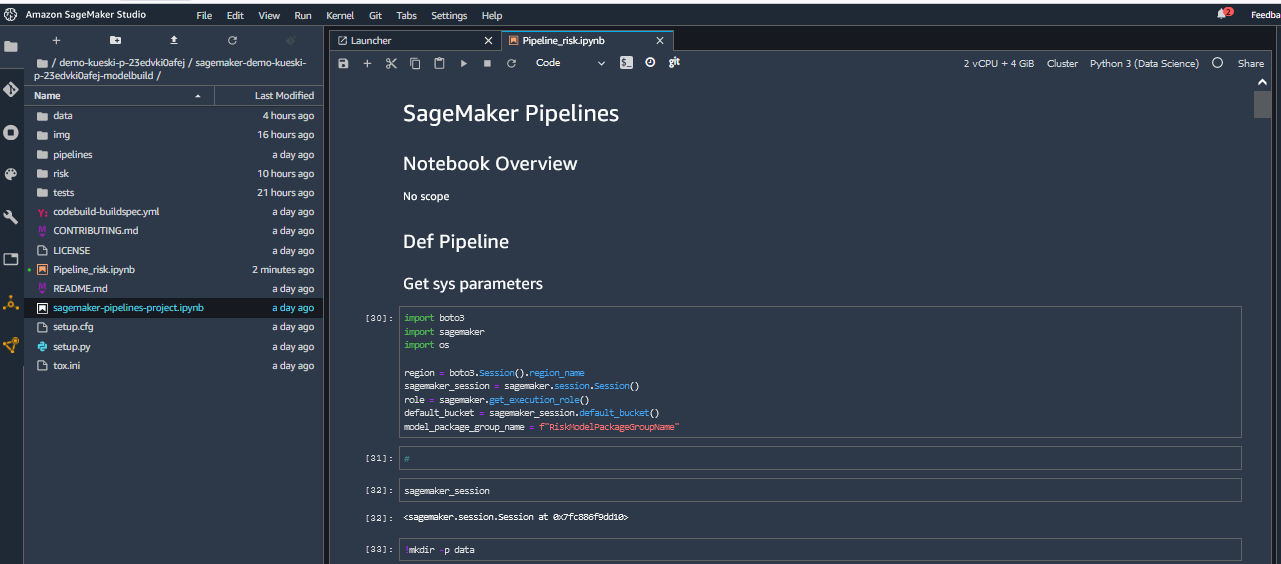 Amazon SageMaker Studio File Edit View Run Kernel Git Tabs Settings Help 2 Feedba
Launcher Pipeline_risk.ipynb
/ demo-kueski-p-23edvki0afej / sagemaker-demo-kueski-
p-23edvki0afej-modelbuild /
Code $_ git 2 vCPU + 4 GiB Cluster Python 3 (Data Science) Share
Name Last Modified
data 4 hours ago
img 16 hours ago
pipelines a day ago
risk 10 hours ago
tests 21 hours ago
Y: codebuild-buildspec.yml a day ago
CONTRIBUTING.md a day ago
LICENSE a day ago
Pipeline_risk.ipynb 2 minutes ago
README.md a day ago
sagemaker-pipelines-project.ipynb a day ago
setup.cfg a day ago
setup.py a day ago
tox.ini a day ago
SageMaker Pipelines
Notebook Overview
No scope
Def Pipeline
Get sys parameters
[30]: import boto3
import sagemaker
import os
region = boto3.Session().region_name
sagemaker_session = sagemaker.session.Session()
role = sagemaker.get_execution_role()
default_bucket = sagemaker_session.default_bucket()
model_package_group_name = f"RiskModelPackageGroupName"
[31]: #
[32]: sagemaker_session
[32]: <sagemaker.session.Session at 0x7fc886f9dd10>
[33]: !mkdir -p data